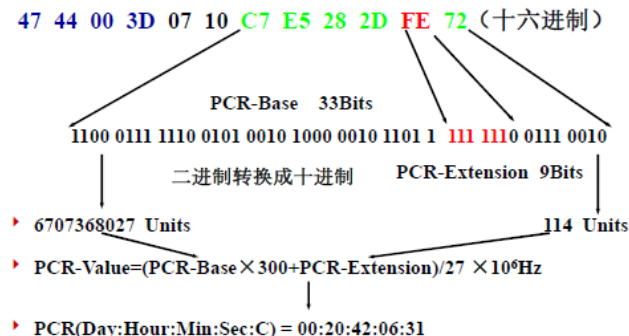 47 44 00 3D 07 10 C7 E5 28 2D FE 72（十六进制）
PCR-Base 33Bits
1100 0111 1110 0101 0010 1000 0010 1101 1 111 1110 0111 0010
二进制转换成十进制 PCR-Extension 9Bits
6707368027 Units 114 Units
PCR-Value=(PCR-Base×300+PCR-Extension)/27 ×10⁶Hz
PCR(Day:Hour:Min:Sec:C) = 00:20:42:06:31